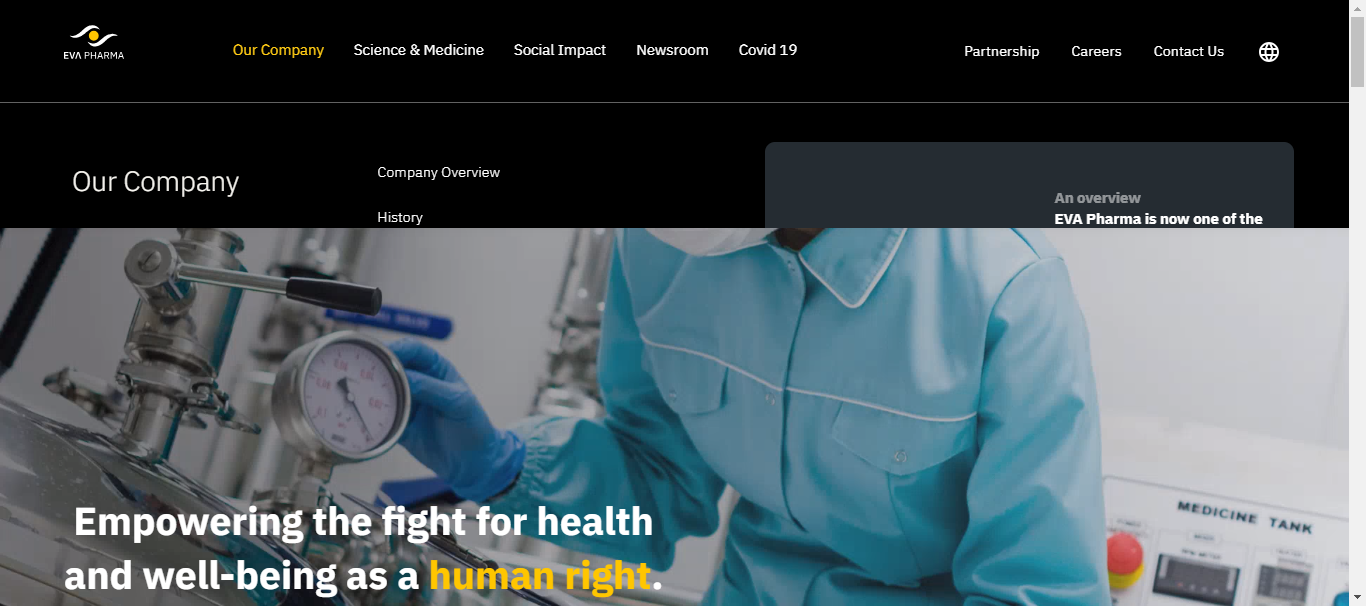 EVA PHARMA
Our Company
Science & Medicine
Social Impact
Newsroom
Covid 19
Partnership
Careers
Contact Us
Our Company
Company Overview
History
An overview
EVA Pharma is now one of the
Empowering the fight for health
and well-being as a human right.
MEDICINE TANK